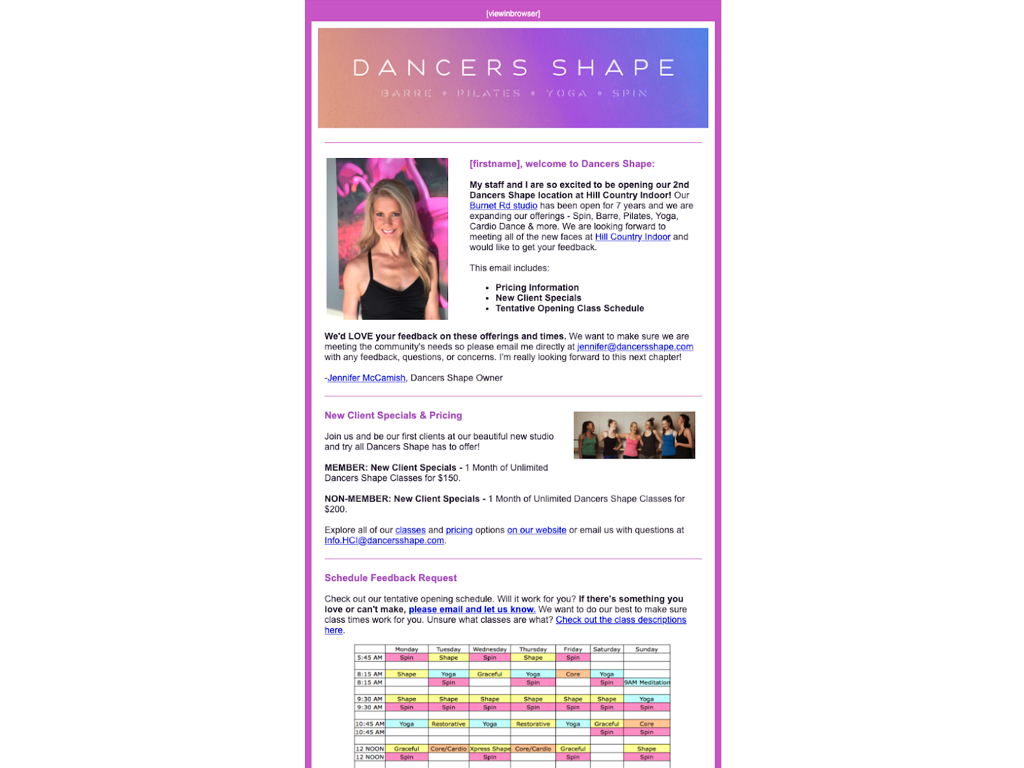 [viewinbrowser]
DANCERS SHAPE
BARRE • PILATES • YOGA • SPIN
[firstname], welcome to Dancers Shape:
My staff and I are so excited to be opening our 2nd
Dancers Shape location at Hill Country Indoor! Our
Burnet Rd studio has been open for 7 years and we are
expanding our offerings - Spin, Barre, Pilates, Yoga,
Cardio Dance & more. We are looking forward to
meeting all of the new faces at Hill Country Indoor and
would like to get your feedback.
This email includes:
• Pricing Information
• New Client Specials
• Tentative Opening Class Schedule
We'd LOVE your feedback on these offerings and times. We want to make sure we are
meeting the community's needs so please email me directly at jennifer@dancersshape.com
with any feedback, questions, or concerns. I'm really looking forward to this next chapter!
-Jennifer McCamish, Dancers Shape Owner
New Client Specials & Pricing
Join us and be our first clients at our beautiful new studio
and try all Dancers Shape has to offer!
MEMBER: New Client Specials - 1 Month of Unlimited
Dancers Shape Classes for $150.
NON-MEMBER: New Client Specials - 1 Month of Unlimited Dancers Shape Classes for
$200.
Explore all of our classes and pricing options on our website or email us with questions at
Info.HCI@dancersshape.com.
Schedule Feedback Request
Check out our tentative opening schedule. Will it work for you? If there's something you
love or can't make, please email and let us know. We want to do our best to make sure
class times work for you. Unsure what classes are what? Check out the class descriptions
here.
Monday Tuesday Wednesday Thursday Friday Saturday Sunday
5:45 AM Spin Shape Spin Shape Spin
8:15 AM Shape Yoga Graceful Yoga Core Yoga
8:15 AM Spin Spin Spin 9AM Meditation
9:30 AM Shape Shape Shape Shape Shape Shape Yoga
9:30 AM Spin Spin Spin Spin Spin Spin Spin
10:45 AM Yoga Restorative Yoga Restorative Yoga Graceful Core
10:45 AM Spin Spin
12 NOON Graceful Core/Cardio Xpress Shape Core/Cardio Graceful Shape
12 NOON Spin Spin Spin Spin